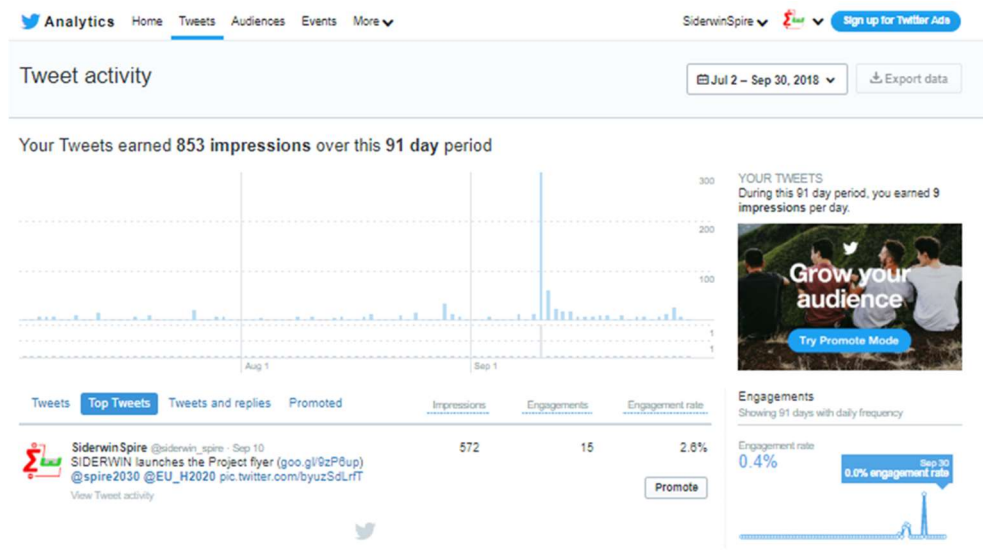 Analytics Home Tweets Audiences Events More SiderwinSpire Sign up for Twitter Ads
Tweet activity Jul 2 – Sep 30, 2018 Export data
Your Tweets earned 853 impressions over this 91 day period
300
200
100
1
1
Aug 1 Sep 1
YOUR TWEETS
During this 91 day period, you earned 9
impressions per day.
Grow your
audience
Try Promote Mode
Tweets Top Tweets Tweets and replies Promoted Impressions Engagements Engagement rate
SiderwinSpire @siderwin_spire · Sep 10 572 15 2.6%
SIDERWIN launches the Project flyer (goo.gl/9zP6up)
@spire2030 @EU_H2020 pic.twitter.com/byuzSdLrfT
View Tweet activity
Promote
Engagements
Showing 91 days with daily frequency
Engagement rate
0.4%
Sep 30
0.0% engagement rate